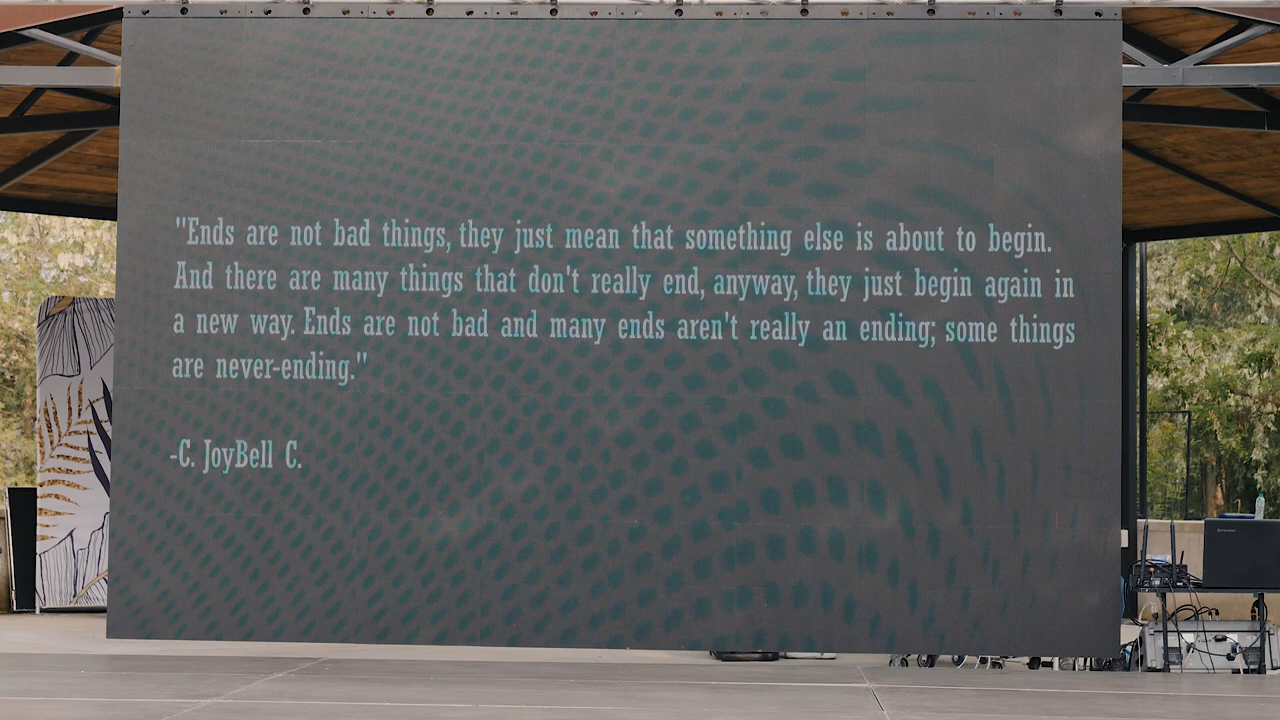 "Ends are not bad things, they just mean that something else is about to begin.
And there are many things that don't really end, anyway, they just begin again in
a new way. Ends are not bad and many ends aren't really an ending; some things
are never-ending."
-C. JoyBell C.